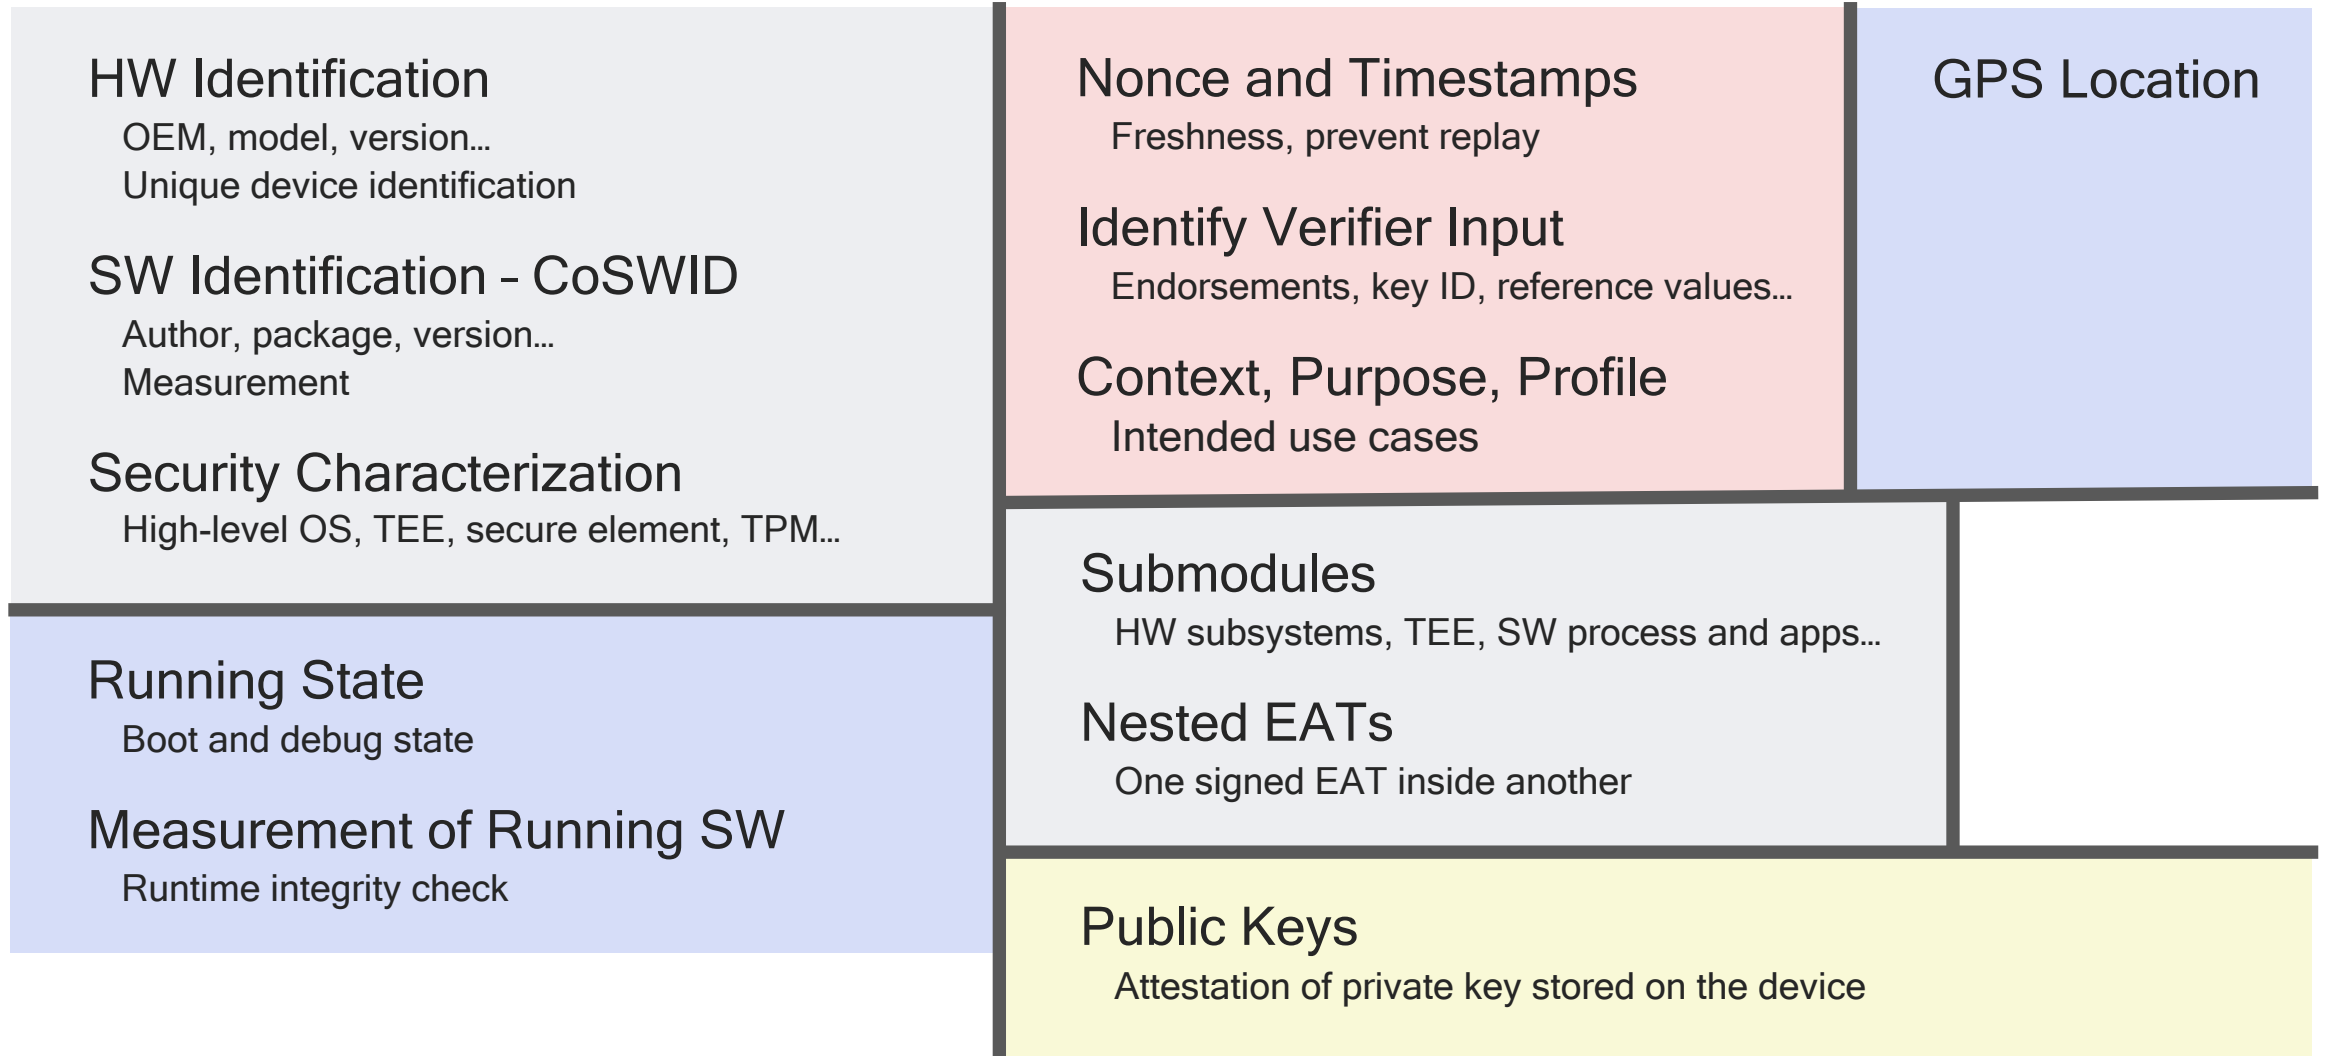 HW Identification
OEM, model, version…
Unique device identification
SW Identification – CoSWID
Author, package, version…
Measurement
Security Characterization
High-level OS, TEE, secure element, TPM…
Running State
Boot and debug state
Measurement of Running SW
Runtime integrity check
Nonce and Timestamps
Freshness, prevent replay
Identify Verifier Input
Endorsements, key ID, reference values…
Context, Purpose, Profile
Intended use cases
GPS Location
Submodules
HW subsystems, TEE, SW process and apps…
Nested EATs
One signed EAT inside another
Public Keys
Attestation of private key stored on the device